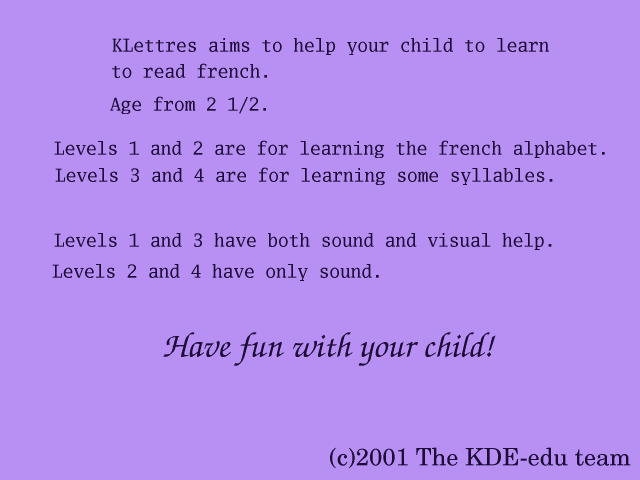 KLettres aims to help your child to learn
to read french.
Age from 2 1/2.
Levels 1 and 2 are for learning the french alphabet.
Levels 3 and 4 are for learning some syllables.
Levels 1 and 3 have both sound and visual help.
Levels 2 and 4 have only sound.
Have fun with your child!
(c)2001 The KDE-edu team